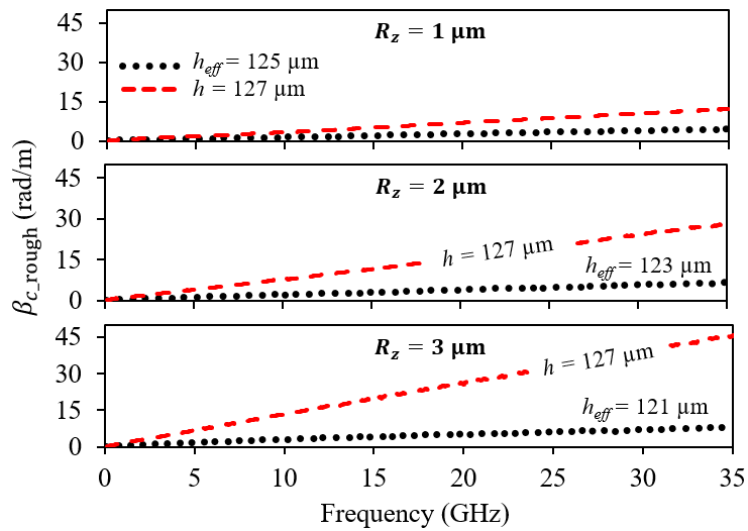 45
30
15
0
R_z = 1 µm
h_eff = 125 µm
h = 127 µm
45
30
15
0
R_z = 2 µm
h = 127 µm
h_eff = 123 µm
45
30
15
0
R_z = 3 µm
h = 127 µm
h_eff = 121 µm
0 5 10 15 20 25 30 35
Frequency (GHz)
β_c_rough (rad/m)